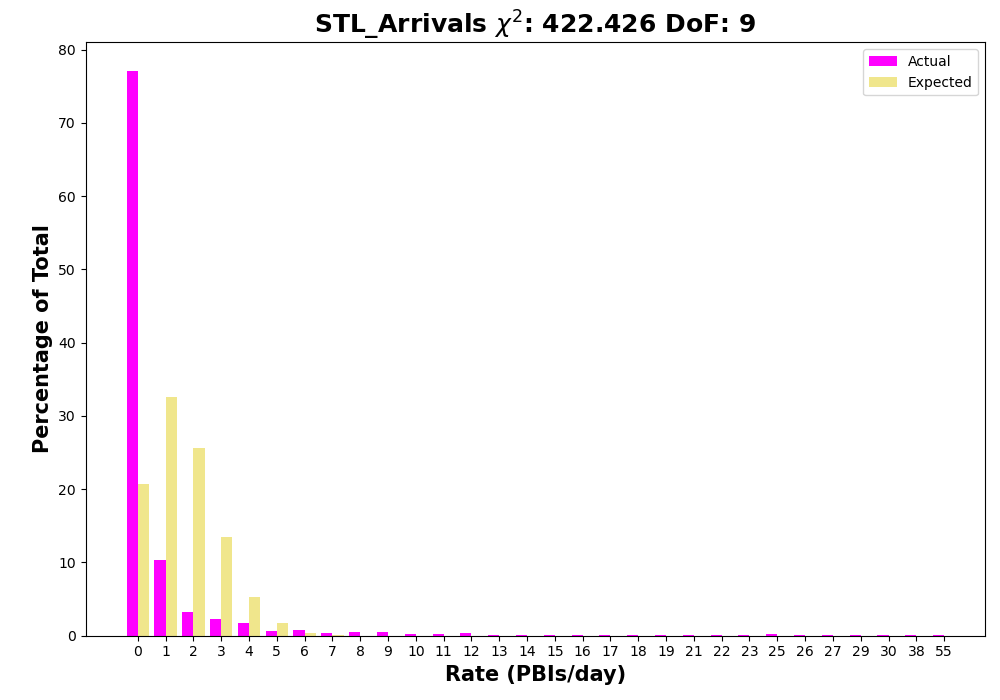 STL_Arrivals χ²: 422.426 DoF: 9
Actual
Expected
Percentage of Total
80
70
60
50
40
30
20
10
0
0 1 2 3 4 5 6 7 8 9 10 11 12 13 14 15 16 17 18 19 21 22 23 25 26 27 29 30 38 55
Rate (PBIs/day)